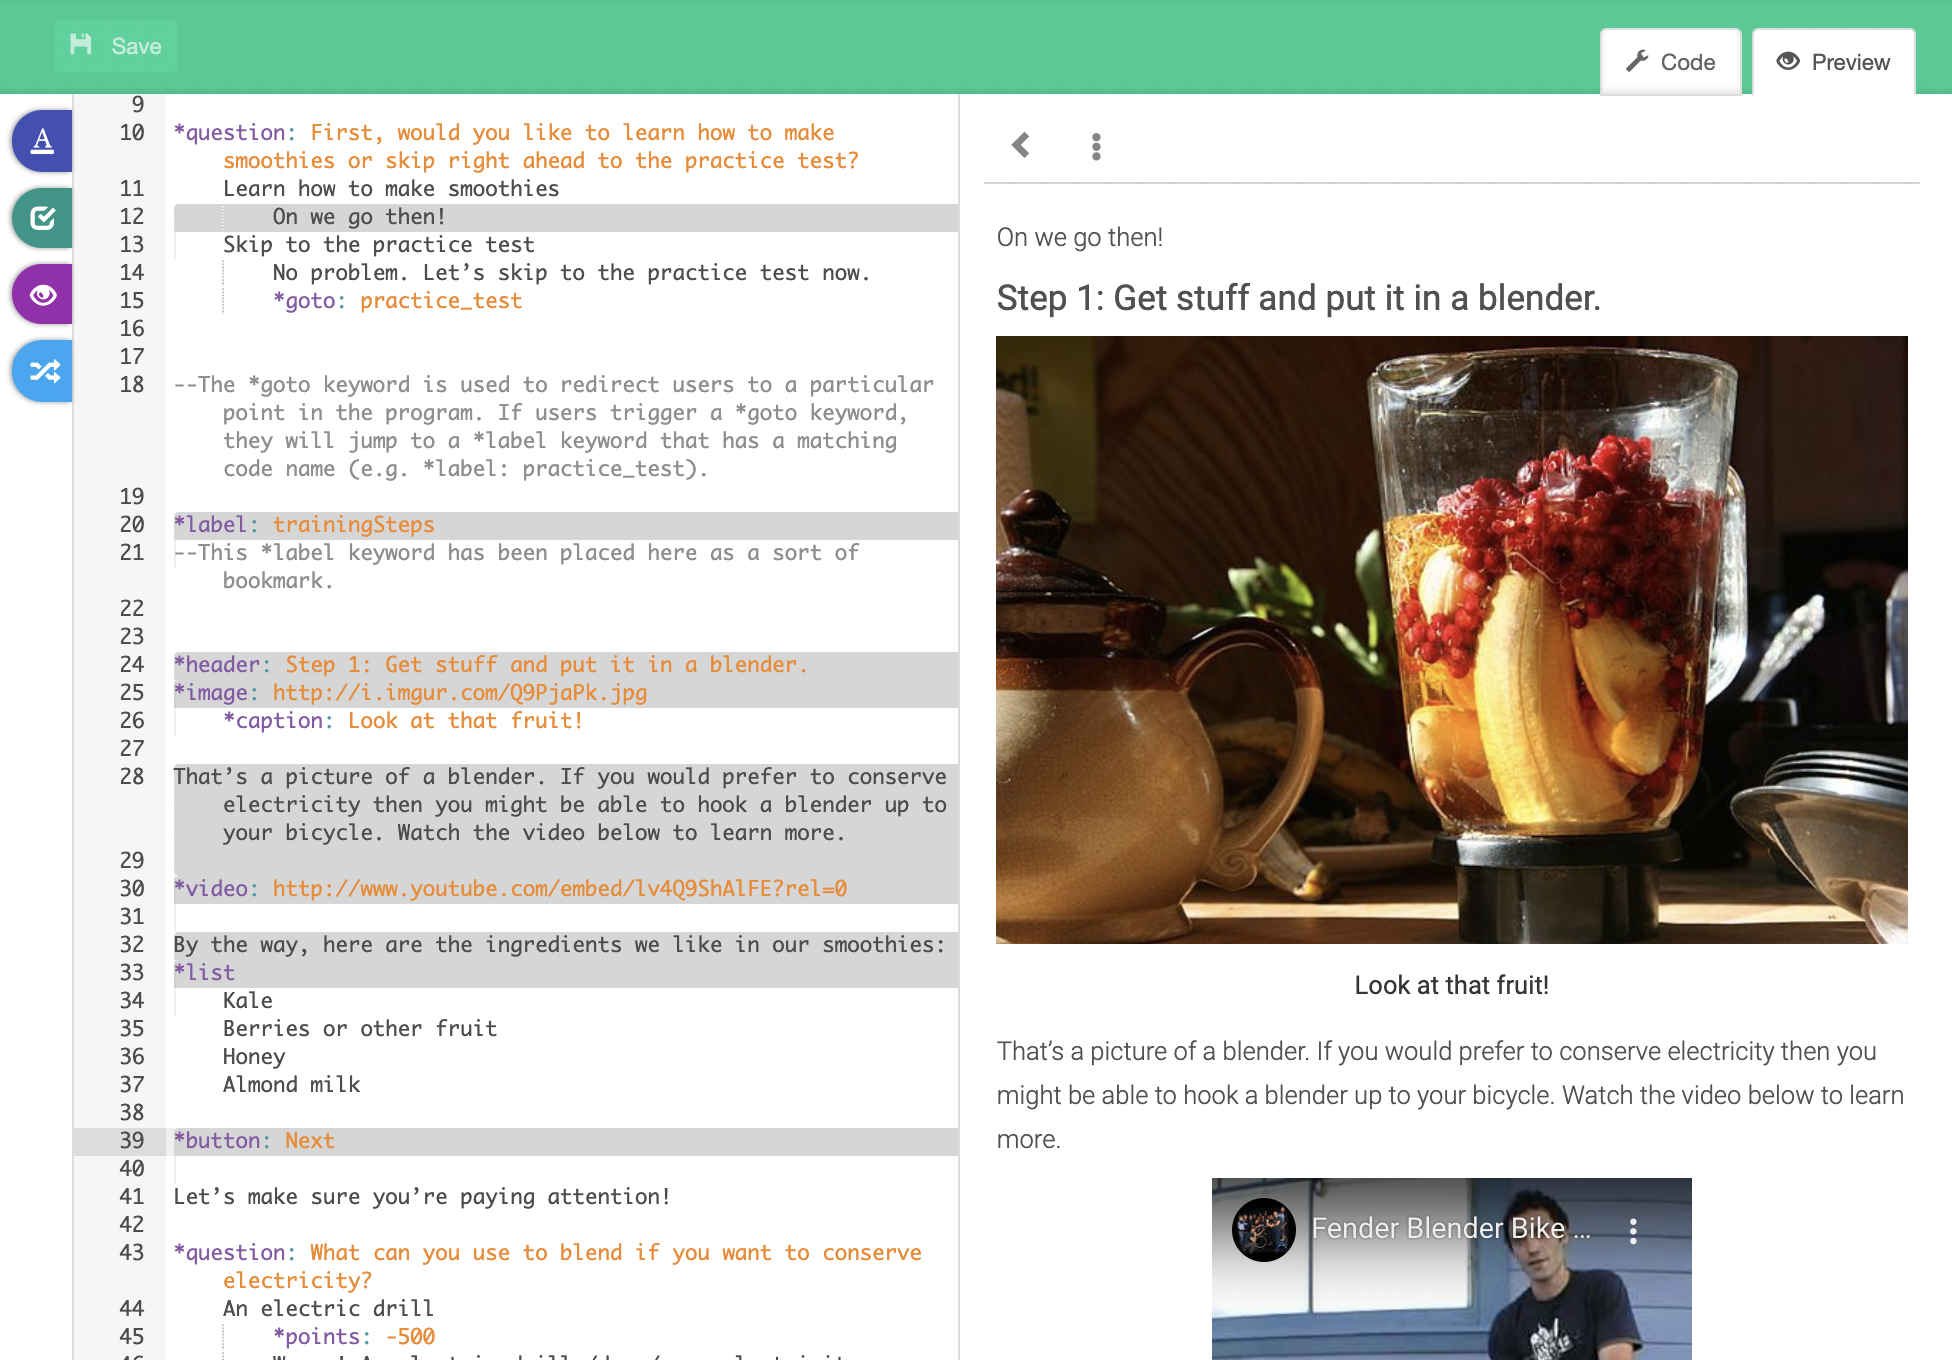 Save
Code
Preview
9
10 *question: First, would you like to learn how to make
smoothies or skip right ahead to the practice test?
11 Learn how to make smoothies
12 On we go then!
13 Skip to the practice test
14 No problem. Let’s skip to the practice test now.
15 *goto: practice_test
16
17
18 --The *goto keyword is used to redirect users to a particular
point in the program. If users trigger a *goto keyword,
they will jump to a *label keyword that has a matching
code name (e.g. *label: practice_test).
19
20 *label: trainingSteps
21 --This *label keyword has been placed here as a sort of
bookmark.
22
23
24 *header: Step 1: Get stuff and put it in a blender.
25 *image: http://i.imgur.com/Q9PjaPk.jpg
26 *caption: Look at that fruit!
27
28 That’s a picture of a blender. If you would prefer to conserve
electricity then you might be able to hook a blender up to
your bicycle. Watch the video below to learn more.
29
30 *video: http://www.youtube.com/embed/lv4Q9ShAlFE?rel=0
31
32 By the way, here are the ingredients we like in our smoothies:
33 *list
34 Kale
35 Berries or other fruit
36 Honey
37 Almond milk
38
39 *button: Next
40
41 Let’s make sure you’re paying attention!
42
43 *question: What can you use to blend if you want to conserve
electricity?
44 An electric drill
45 *points: -500
On we go then!
Step 1: Get stuff and put it in a blender.
Look at that fruit!
That’s a picture of a blender. If you would prefer to conserve electricity then you
might be able to hook a blender up to your bicycle. Watch the video below to learn
more.
Fender Blender Bike ...